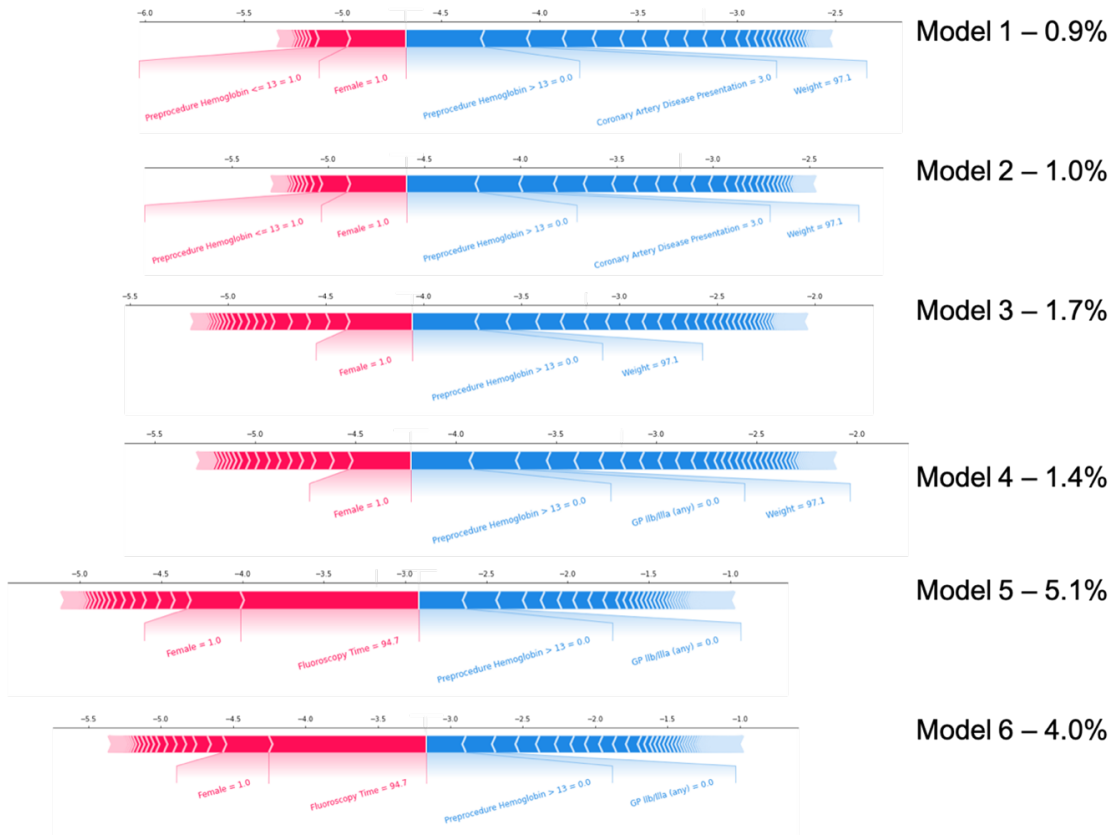 −6.0 −5.5 −5.0 −4.5 −4.0 −3.5 −3.0 −2.5
Model 1 – 0.9%
Preprocedure Hemoglobin <= 13 = 1.0
Female = 1.0
Preprocedure Hemoglobin > 13 = 0.0
Coronary Artery Disease Presentation = 3.0
Weight = 97.1
−5.5 −5.0 −4.5 −4.0 −3.5 −3.0 −2.5
Model 2 – 1.0%
Preprocedure Hemoglobin <= 13 = 1.0
Female = 1.0
Preprocedure Hemoglobin > 13 = 0.0
Coronary Artery Disease Presentation = 3.0
Weight = 97.1
−5.5 −5.0 −4.5 −4.0 −3.5 −3.0 −2.5 −2.0
Model 3 – 1.7%
Female = 1.0
Preprocedure Hemoglobin > 13 = 0.0
Weight = 97.1
−5.5 −5.0 −4.5 −4.0 −3.5 −3.0 −2.5 −2.0
Model 4 – 1.4%
Female = 1.0
Preprocedure Hemoglobin > 13 = 0.0
GP IIb/IIIa (any) = 0.0
Weight = 97.1
−5.0 −4.5 −4.0 −3.5 −3.0 −2.5 −2.0 −1.5 −1.0
Model 5 – 5.1%
Female = 1.0
Fluoroscopy Time = 94.7
Preprocedure Hemoglobin > 13 = 0.0
GP IIb/IIIa (any) = 0.0
−5.5 −5.0 −4.5 −4.0 −3.5 −3.0 −2.5 −2.0 −1.5 −1.0
Model 6 – 4.0%
Female = 1.0
Fluoroscopy Time = 94.7
Preprocedure Hemoglobin > 13 = 0.0
GP IIb/IIIa (any) = 0.0